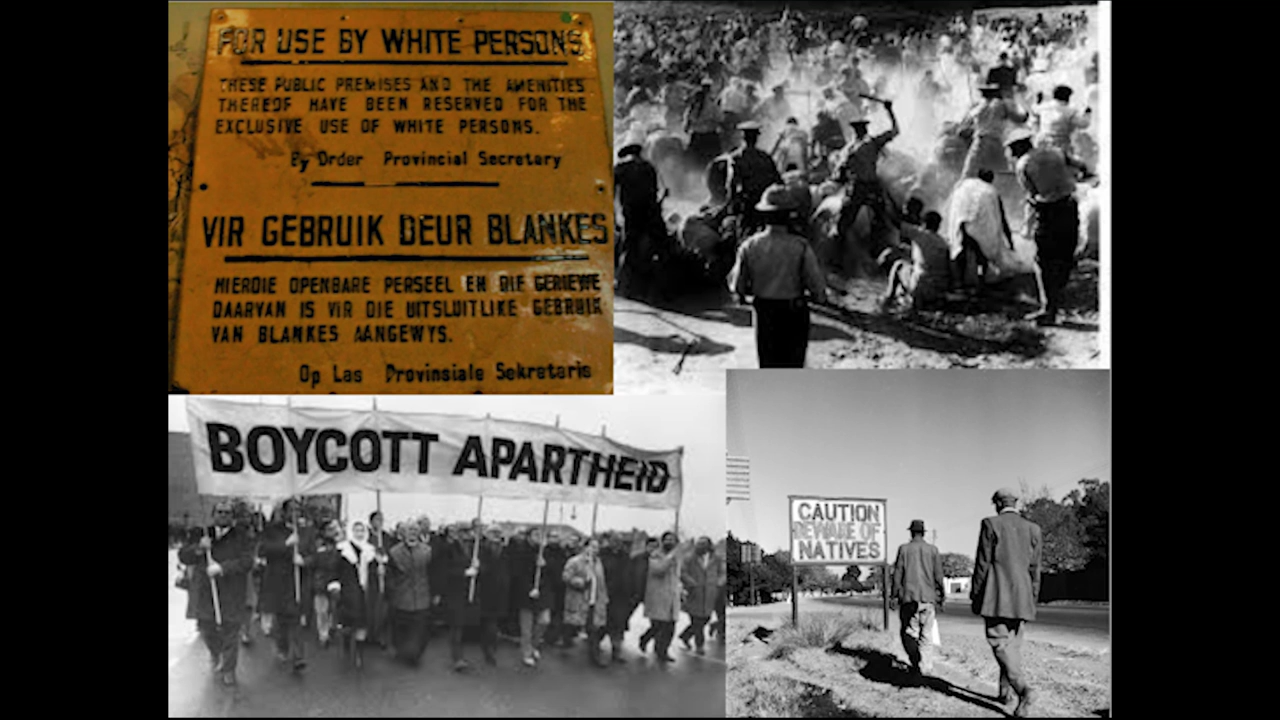 FOR USE BY WHITE PERSONS
THESE PUBLIC PREMISES AND THE AMENITIES
THEREOF HAVE BEEN RESERVED FOR THE
EXCLUSIVE USE OF WHITE PERSONS.
By Order Provincial Secretary
VIR GEBRUIK DEUR BLANKES
HIERDIE OPENBARE PERSEEL EN DIE GERIEWE
DAARVAN IS VIR DIE UITSLUITLIKE GEBRUIK
VAN BLANKES AANGEWYS.
Op Las Provinsiale Sekretaris
BOYCOTT APARTHEID
CAUTION
BEWARE OF
NATIVES